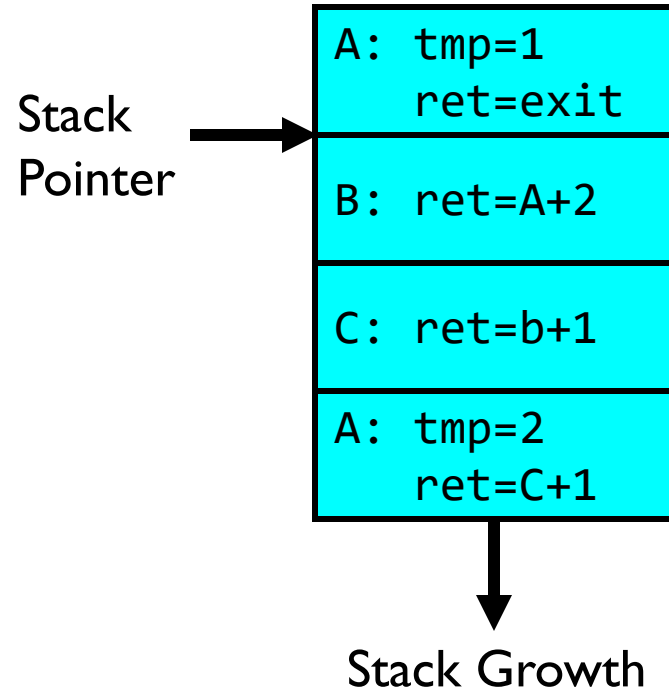 A: tmp=1
ret=exit
Stack
Pointer
B: ret=A+2
C: ret=b+1
A: tmp=2
ret=C+1
Stack Growth